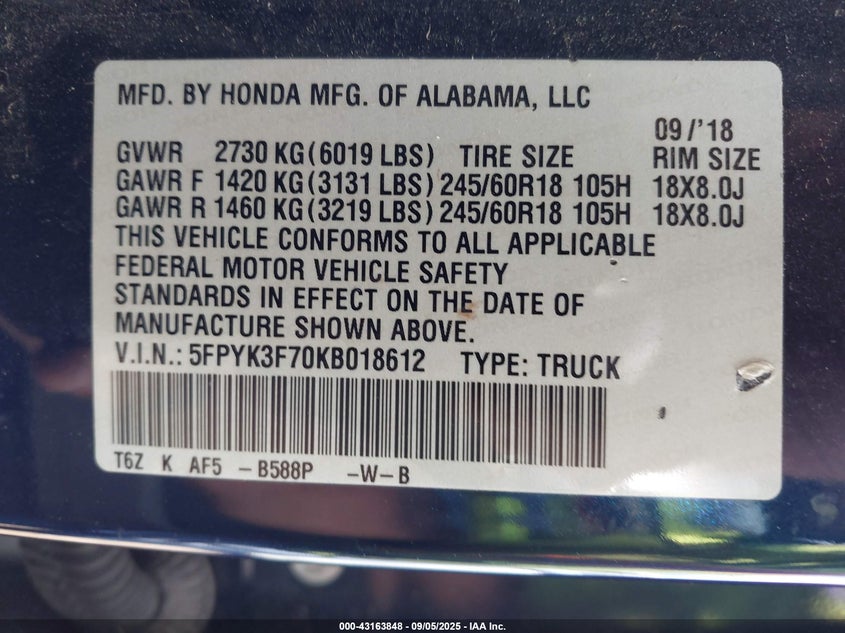 MFD. BY HONDA MFG. OF ALABAMA, LLC
09/'18
GVWR 2730 KG(6019 LBS) TIRE SIZE RIM SIZE
GAWR F 1420 KG(3131 LBS) 245/60R18 105H 18X8.0J
GAWR R 1460 KG(3219 LBS) 245/60R18 105H 18X8.0J
THIS VEHICLE CONFORMS TO ALL APPLICABLE
FEDERAL MOTOR VEHICLE SAFETY
STANDARDS IN EFFECT ON THE DATE OF
MANUFACTURE SHOWN ABOVE.
V.I.N.: 5FPYK3F70KB018612 TYPE: TRUCK
T6Z K AF5 -B588P -W-B
000-43163848 - 09/05/2025 - IAA Inc.